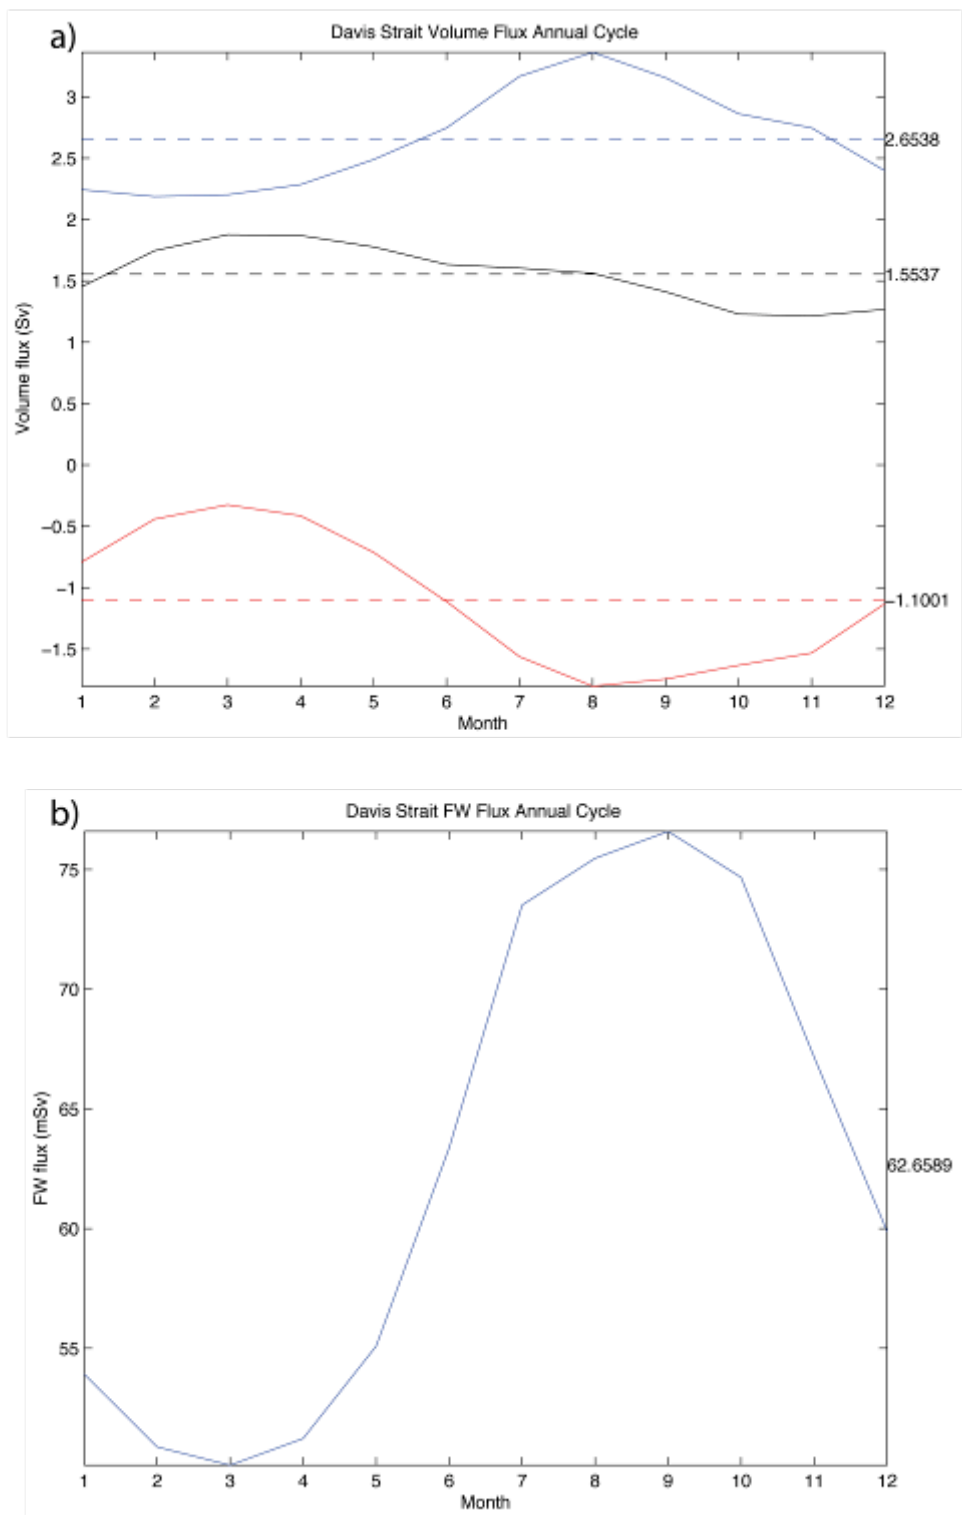 a)
Davis Strait Volume Flux Annual Cycle
3
2.5
2
1.5
1
0.5
0
−0.5
−1
−1.5
Volume flux (Sv)
2.6538
1.5537
−1.1001
1 2 3 4 5 6 7 8 9 10 11 12
Month
b)
Davis Strait FW Flux Annual Cycle
75
70
65
60
55
FW flux (mSv)
62.6589
1 2 3 4 5 6 7 8 9 10 11 12
Month